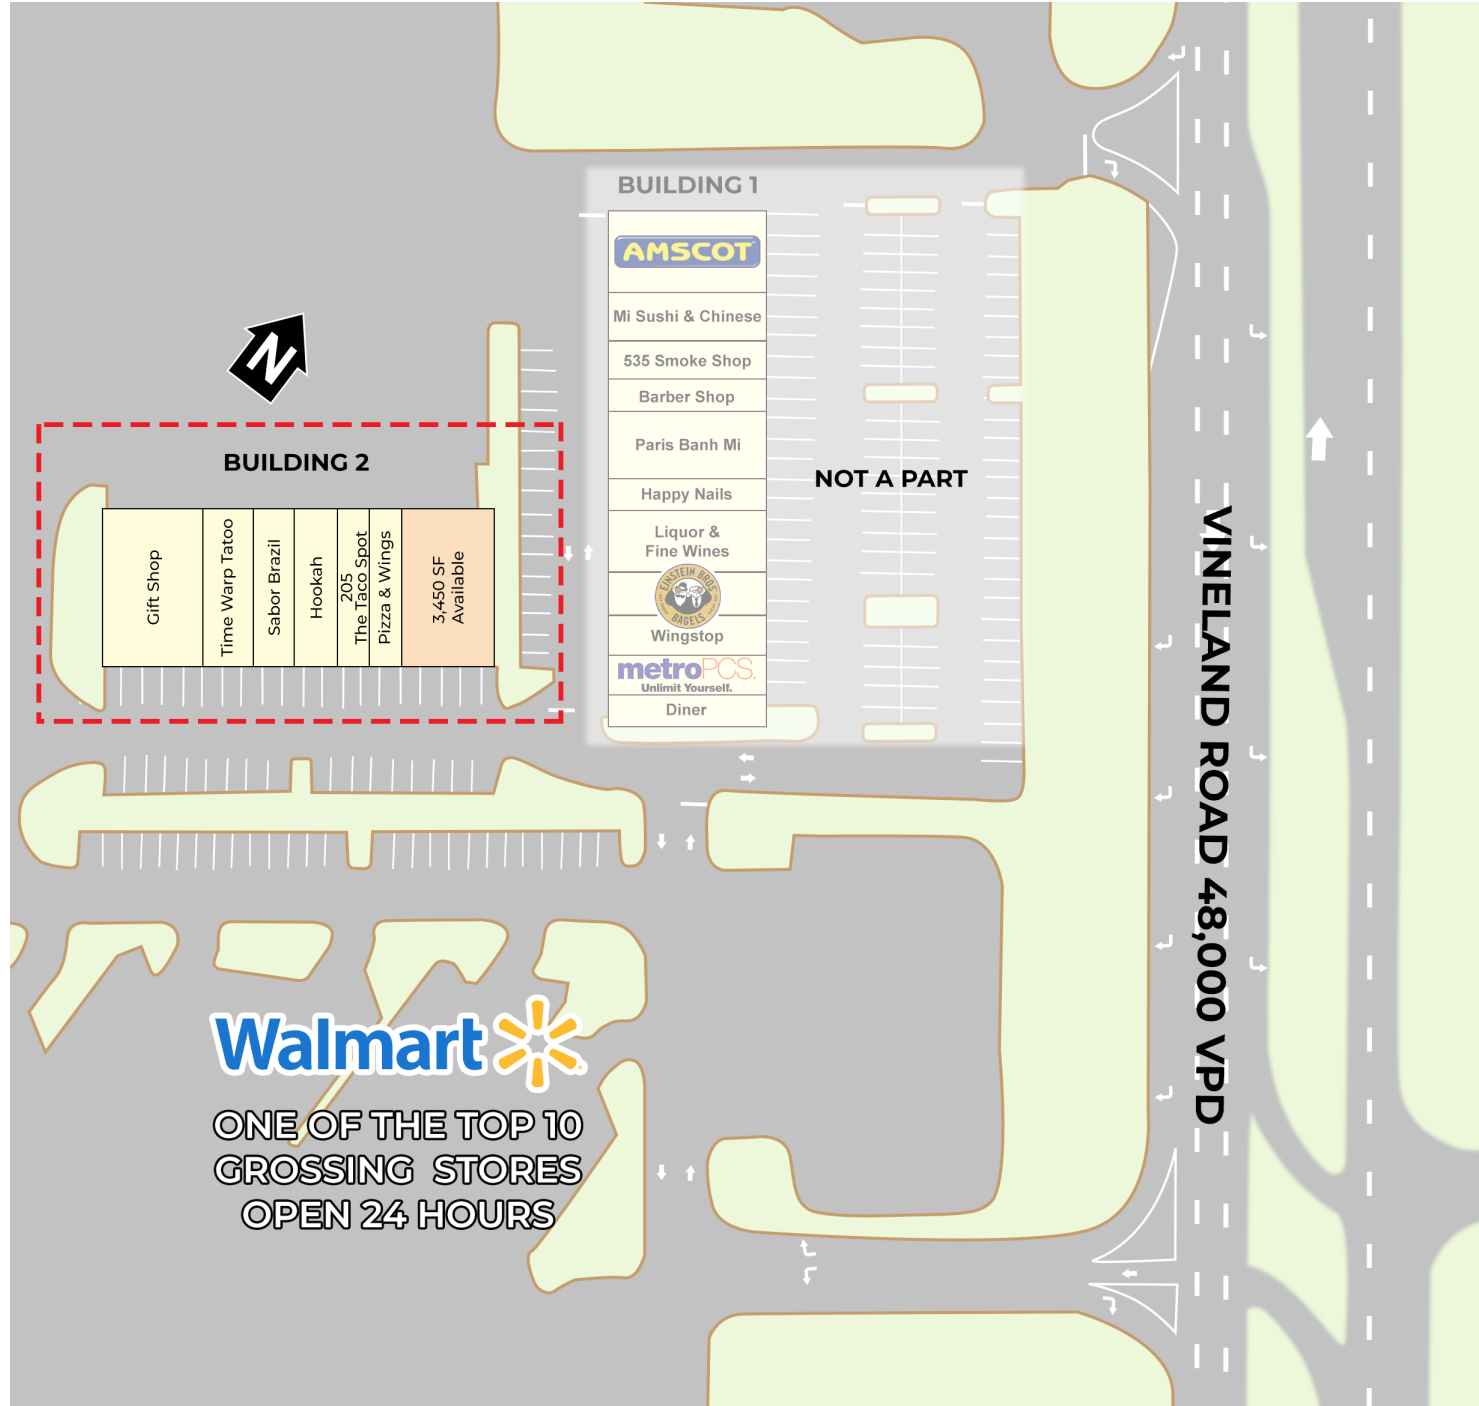 BUILDING 1
AMSCOT
Mi Sushi & Chinese
535 Smoke Shop
Barber Shop
Paris Banh Mi
Happy Nails
Liquor &
Fine Wines
EINSTEIN BROS
BAGELS
Wingstop
metroPCS.
Unlimit Yourself.
Diner
NOT A PART
N
BUILDING 2
Gift Shop
Time Warp Tatoo
Sabor Brazil
Hookah
205
The Taco Spot
Pizza & Wings
3,450 SF
Available
VINELAND ROAD 48,000 VPD
Walmart
ONE OF THE TOP 10
GROSSING STORES
OPEN 24 HOURS